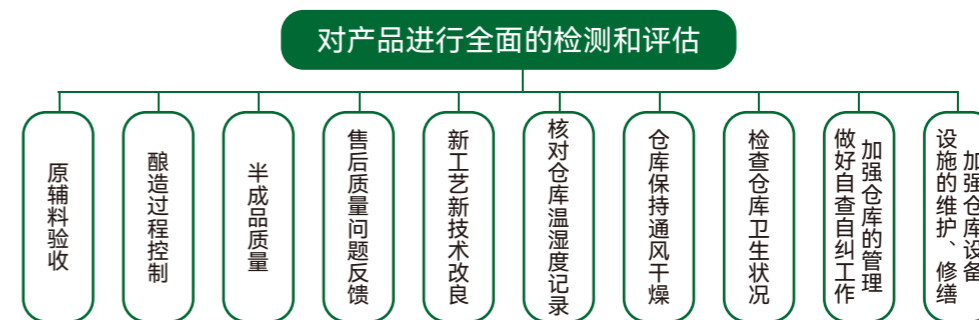 对产品进行全面的检测和评估
原辅料验收
酿造过程控制
半成品质量
售后质量问题反馈
新工艺新技术改良
核对仓库温湿度记录
仓库保持通风干燥
检查仓库卫生状况
加强仓库的管理
做好自查自纠工作
加强仓库设备
设施的维护、修缮